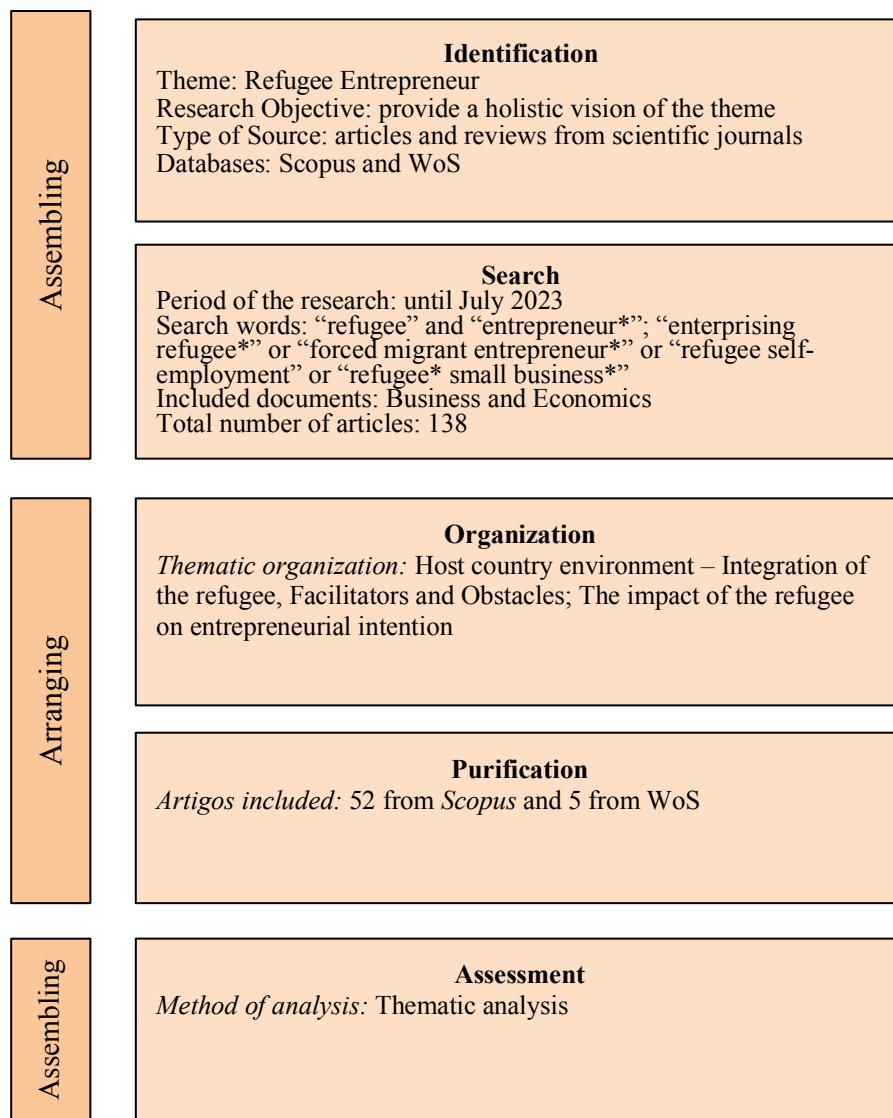 Assembling
Identification
Theme: Refugee Entrepreneur
Research Objective: provide a holistic vision of the theme
Type of Source: articles and reviews from scientific journals
Databases: Scopus and WoS
Search
Period of the research: until July 2023
Search words: “refugee” and “entrepreneur*”; “enterprising
refugee*” or “forced migrant entrepreneur*” or “refugee self-
employment” or “refugee* small business*”
Included documents: Business and Economics
Total number of articles: 138
Arranging
Organization
Thematic organization: Host country environment – Integration of
the refugee, Facilitators and Obstacles; The impact of the refugee
on entrepreneurial intention
Purification
Artigos included: 52 from Scopus and 5 from WoS
Assembling
Assessment
Method of analysis: Thematic analysis